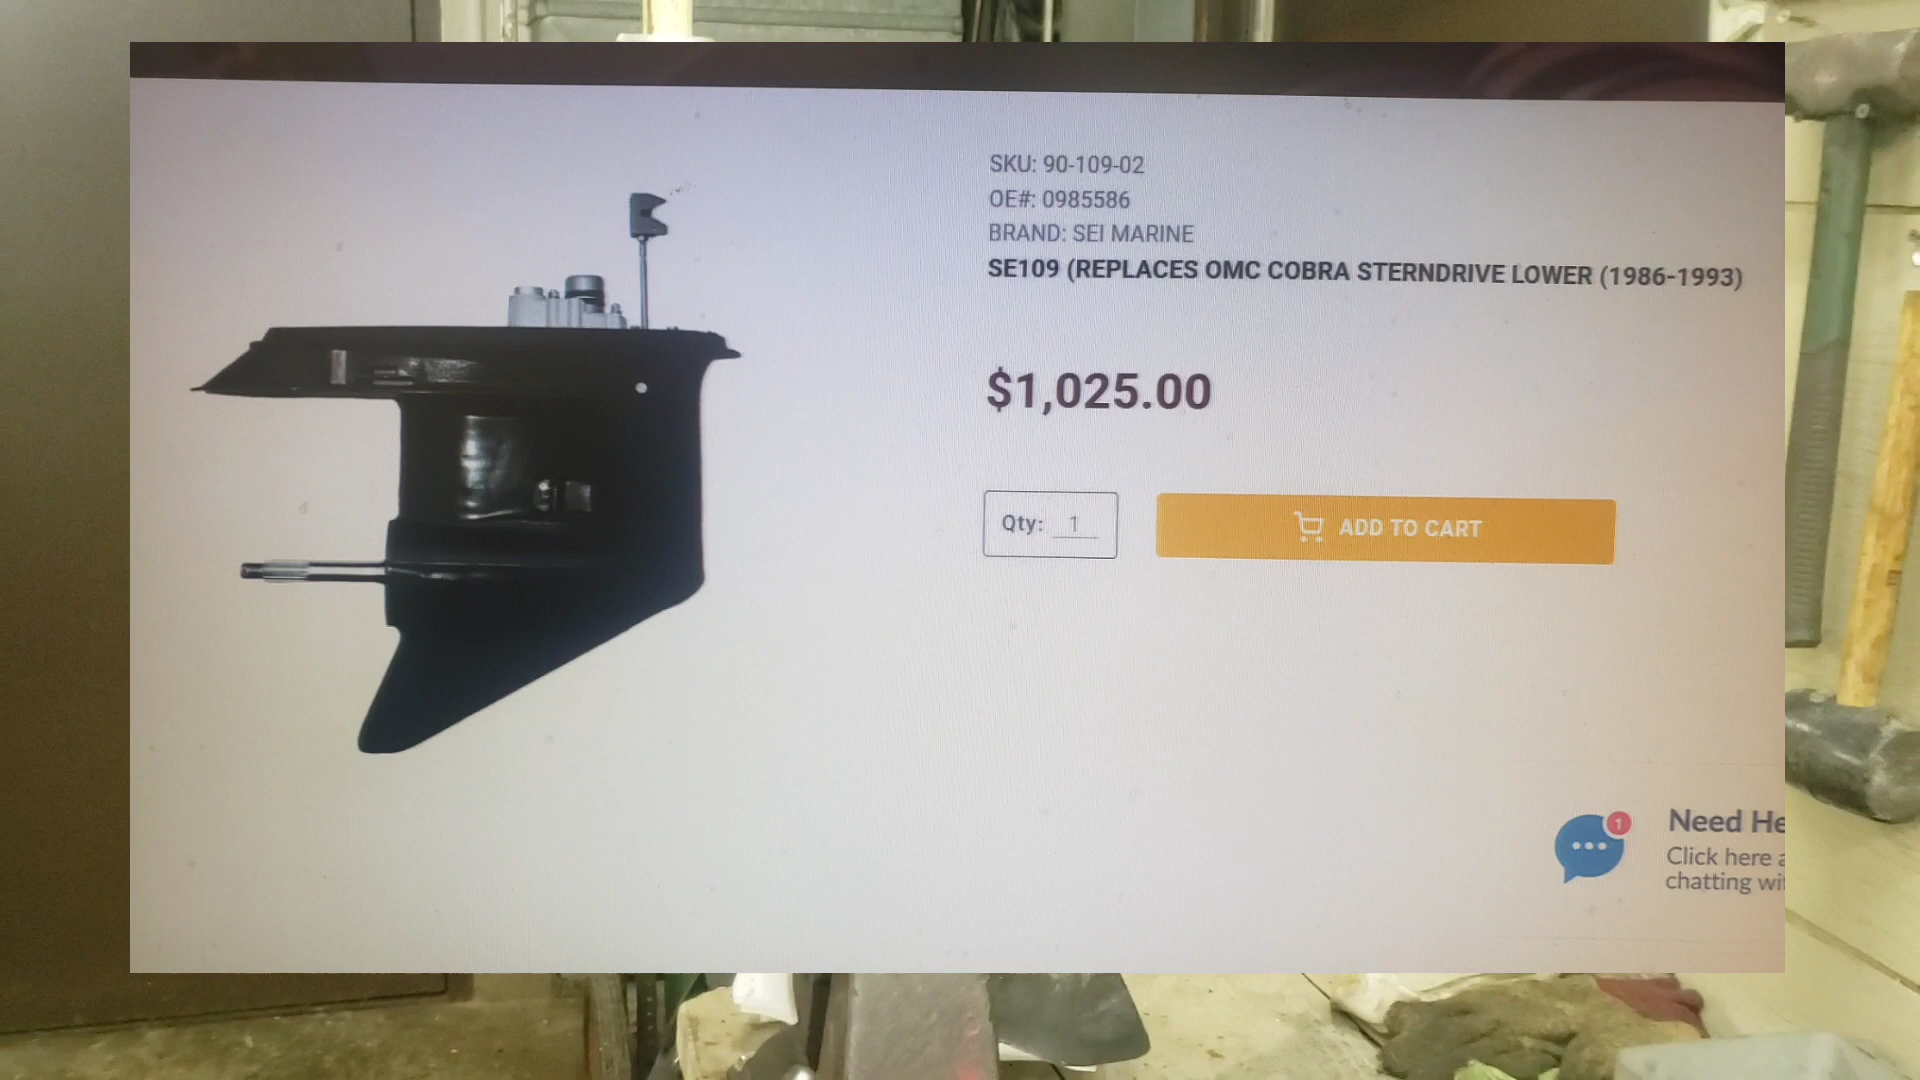 SKU: 90-109-02
OE#: 0985586
BRAND: SEI MARINE
SE109 (REPLACES OMC COBRA STERNDRIVE LOWER (1986-1993)
$1,025.00
Qty: 1
ADD TO CART
1
Need He
Click here a
chatting wit